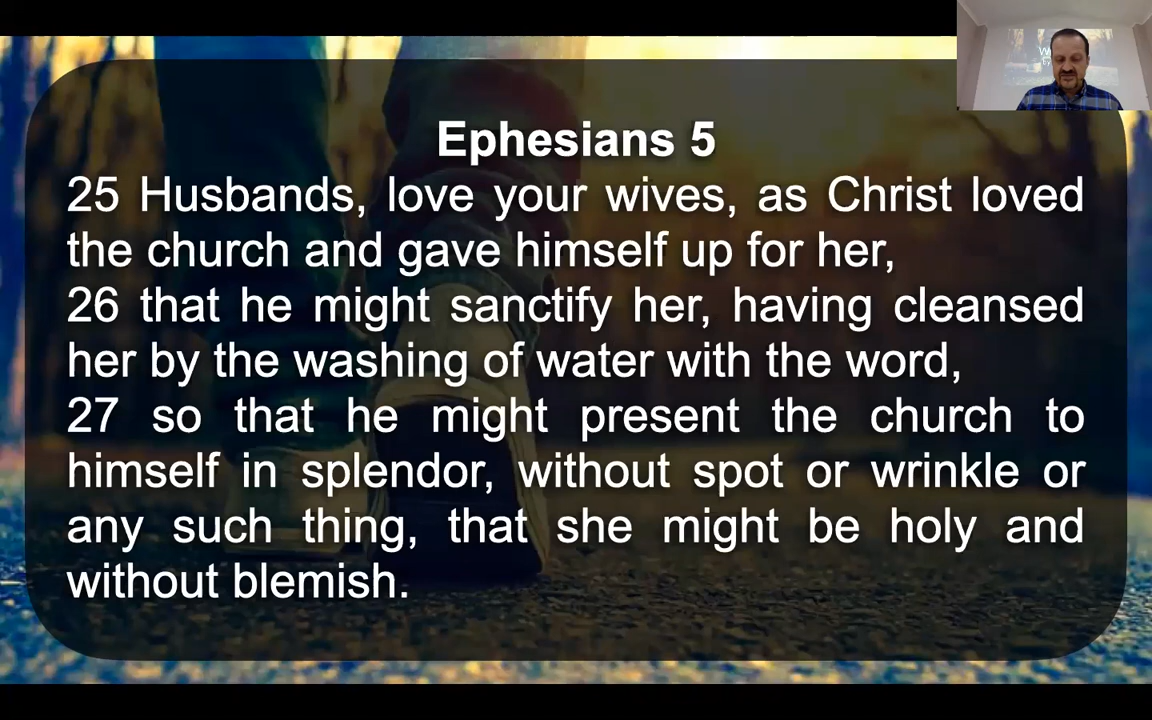 Ephesians 5
25 Husbands, love your wives, as Christ loved
the church and gave himself up for her,
26 that he might sanctify her, having cleansed
her by the washing of water with the word,
27 so that he might present the church to
himself in splendor, without spot or wrinkle or
any such thing, that she might be holy and
without blemish.